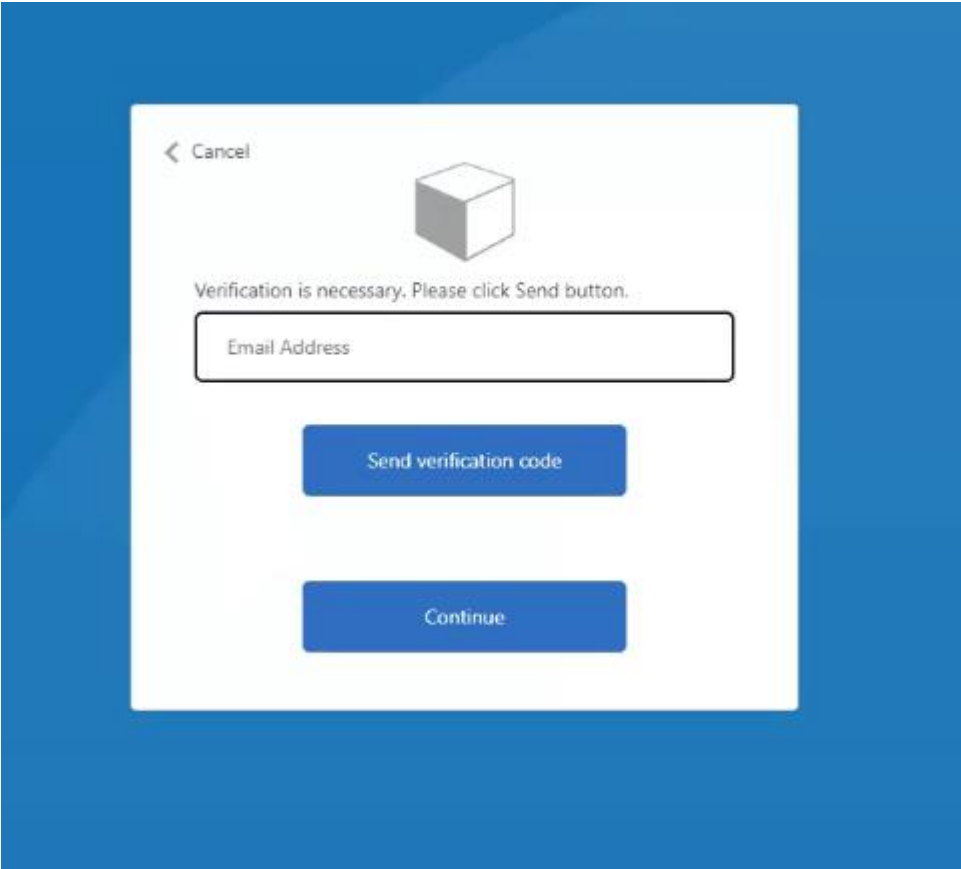 Cancel
Verification is necessary. Please click Send button.
Email Address
Send verification code
Continue